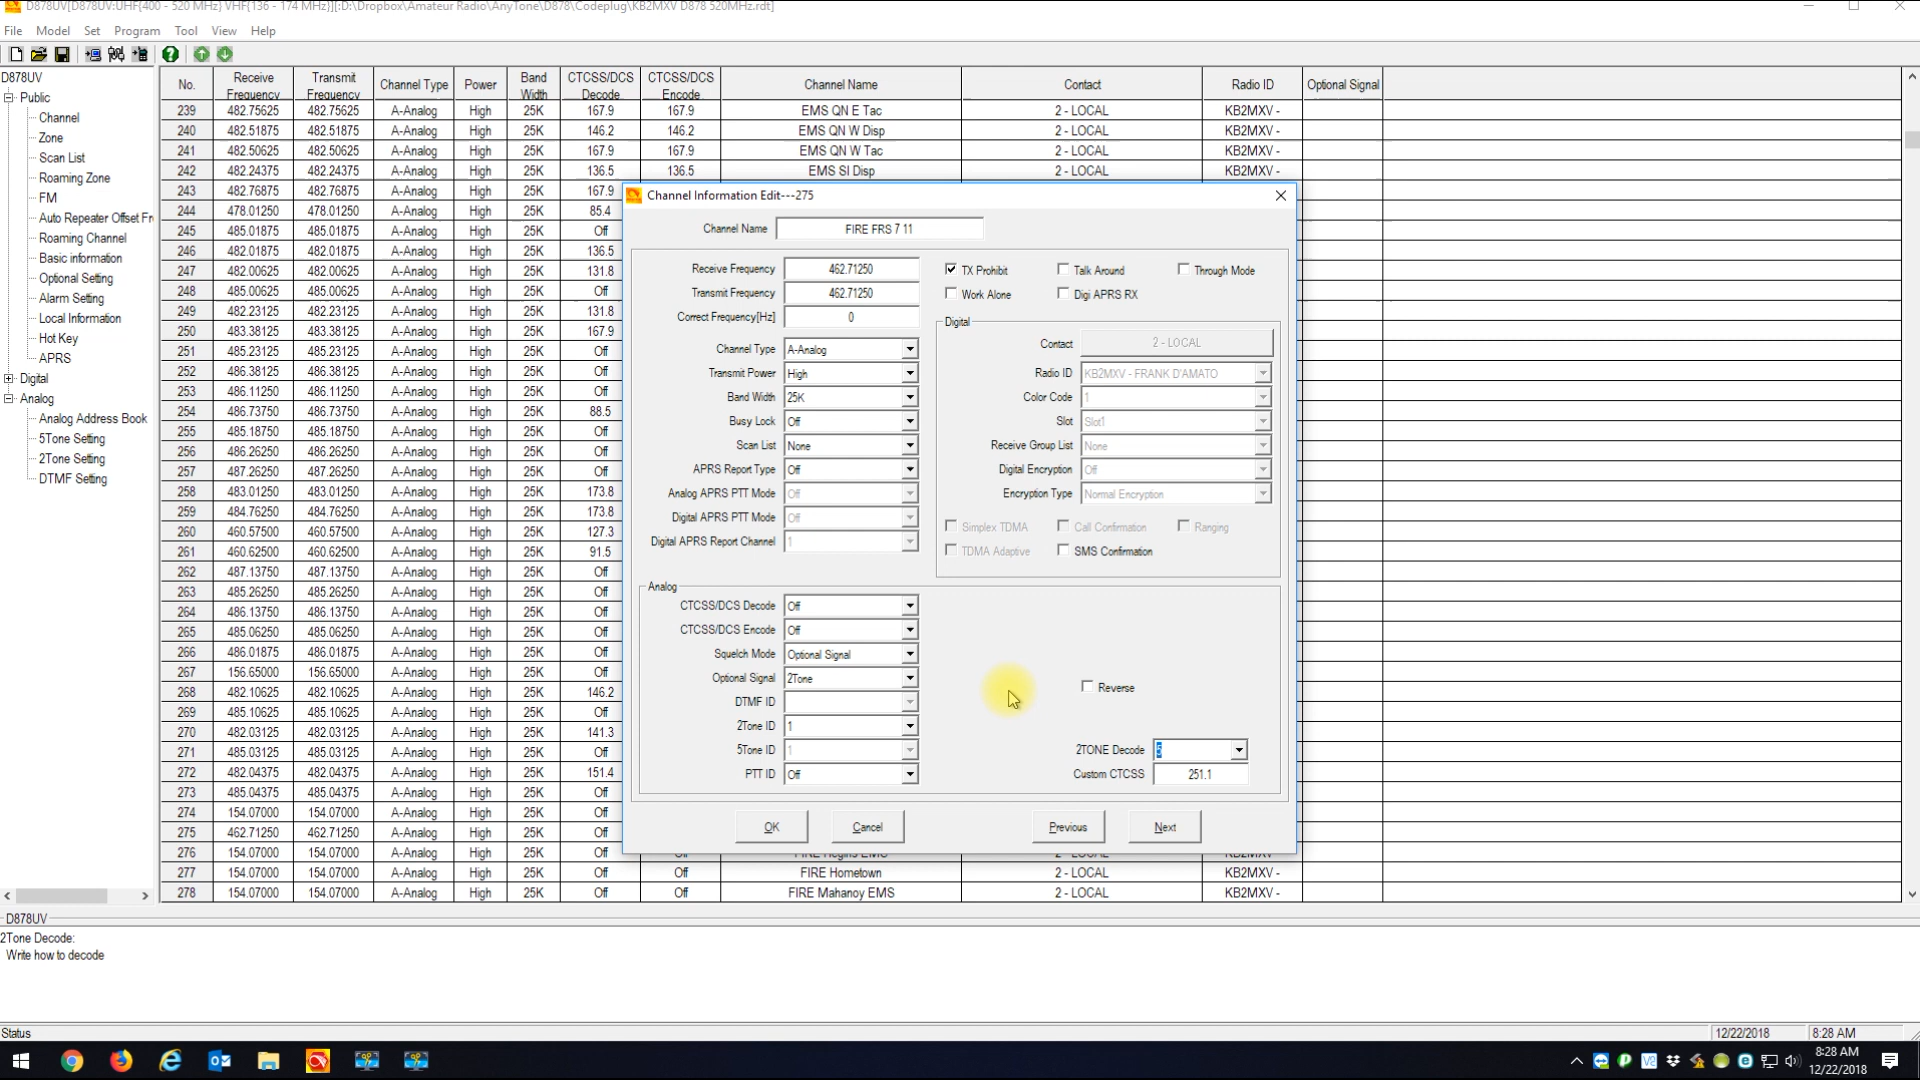 D878UV[D878UV:UHF{400 - 520 MHz} VHF{136 - 174 MHz}][:D:\Dropbox\Amateur Radio\AnyTone\D878\Codeplug\KB2MXV D878 520MHz.rdt]
File Model Set Program Tool View Help
D878UV
Public
Channel
Zone
Scan List
Roaming Zone
FM
Auto Repeater Offset Fr
Roaming Channel
Basic information
Optional Setting
Alarm Setting
Local Information
Hot Key
APRS
Digital
Analog
Analog Address Book
5Tone Setting
2Tone Setting
DTMF Setting
No. Receive Frequency Transmit Frequency Channel Type Power Band Width CTCSS/DCS Decode CTCSS/DCS Encode Channel Name Contact Radio ID Optional Signal
239 482.75625 482.75625 A-Analog High 25K 167.9 167.9 EMS QN E Tac 2 - LOCAL KB2MXV -
240 482.51875 482.51875 A-Analog High 25K 146.2 146.2 EMS QN W Disp 2 - LOCAL KB2MXV -
241 482.50625 482.50625 A-Analog High 25K 167.9 167.9 EMS QN W Tac 2 - LOCAL KB2MXV -
242 482.24375 482.24375 A-Analog High 25K 136.5 136.5 EMS SI Disp 2 - LOCAL KB2MXV -
243 482.76875 482.76875 A-Analog High 25K 167.9
244 478.01250 478.01250 A-Analog High 25K 85.4
245 485.01875 485.01875 A-Analog High 25K Off
246 482.01875 482.01875 A-Analog High 25K 136.5
247 482.00625 482.00625 A-Analog High 25K 131.8
248 485.00625 485.00625 A-Analog High 25K Off
249 482.23125 482.23125 A-Analog High 25K 131.8
250 483.38125 483.38125 A-Analog High 25K 167.9
251 485.23125 485.23125 A-Analog High 25K Off
252 486.38125 486.38125 A-Analog High 25K Off
253 486.11250 486.11250 A-Analog High 25K Off
254 486.73750 486.73750 A-Analog High 25K 88.5
255 485.18750 485.18750 A-Analog High 25K Off
256 486.26250 486.26250 A-Analog High 25K Off
257 487.26250 487.26250 A-Analog High 25K Off
258 483.01250 483.01250 A-Analog High 25K 173.8
259 484.76250 484.76250 A-Analog High 25K 173.8
260 460.57500 460.57500 A-Analog High 25K 127.3
261 460.62500 460.62500 A-Analog High 25K 91.5
262 487.13750 487.13750 A-Analog High 25K Off
263 485.26250 485.26250 A-Analog High 25K Off
264 486.13750 486.13750 A-Analog High 25K Off
265 485.06250 485.06250 A-Analog High 25K Off
266 486.01875 486.01875 A-Analog High 25K Off
267 156.65000 156.65000 A-Analog High 25K Off
268 482.10625 482.10625 A-Analog High 25K 146.2
269 485.10625 485.10625 A-Analog High 25K Off
270 482.03125 482.03125 A-Analog High 25K 141.3
271 485.03125 485.03125 A-Analog High 25K Off
272 482.04375 482.04375 A-Analog High 25K 151.4
273 485.04375 485.04375 A-Analog High 25K Off
274 154.07000 154.07000 A-Analog High 25K Off
275 462.71250 462.71250 A-Analog High 25K Off
276 154.07000 154.07000 A-Analog High 25K Off Off FIRE Hegins EMS 2 - LOCAL KB2MXV -
277 154.07000 154.07000 A-Analog High 25K Off Off FIRE Hometown 2 - LOCAL KB2MXV -
278 154.07000 154.07000 A-Analog High 25K Off Off FIRE Mahanoy EMS 2 - LOCAL KB2MXV -
Channel Information Edit---275
Channel Name FIRE FRS 7 11
Receive Frequency 462.71250
Transmit Frequency 462.71250
Correct Frequency[Hz] 0
Channel Type A-Analog
Transmit Power High
Band Width 25K
Busy Lock Off
Scan List None
APRS Report Type Off
Analog APRS PTT Mode Off
Digital APRS PTT Mode Off
Digital APRS Report Channel 1
TX Prohibit Talk Around Through Mode
Work Alone Digi APRS RX
Digital
Contact 2 - LOCAL
Radio ID KB2MXV - FRANK D'AMATO
Color Code 1
Slot Slot1
Receive Group List None
Digital Encryption Off
Encryption Type Normal Encryption
Simplex TDMA Call Confirmation Ranging
TDMA Adaptive SMS Confirmation
Analog
CTCSS/DCS Decode Off
CTCSS/DCS Encode Off
Squelch Mode Optional Signal
Optional Signal 2Tone
DTMF ID
2Tone ID 1
5Tone ID 1
PTT ID Off
Reverse
2TONE Decode 5
Custom CTCSS 251.1
OK Cancel Previous Next
D878UV
2Tone Decode:
Write how to decode
Status 12/22/2018 8:28 AM
8:28 AM
12/22/2018